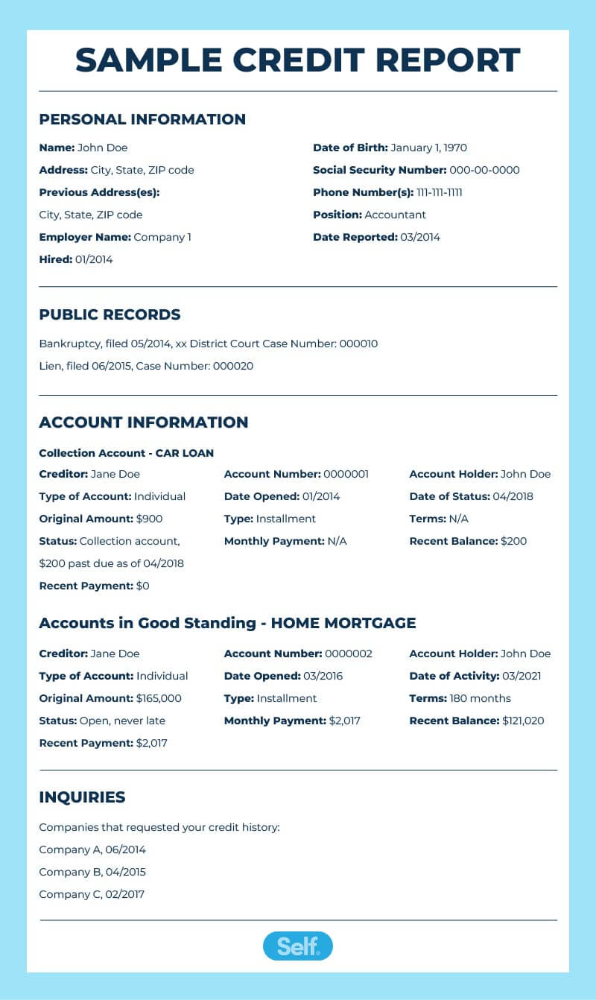 SAMPLE CREDIT REPORT
PERSONAL INFORMATION
Name: John Doe
Address: City, State, ZIP code
Previous Address(es):
City, State, ZIP code
Employer Name: Company 1
Hired: 01/2014
Date of Birth: January 1, 1970
Social Security Number: 000-00-0000
Phone Number(s): 111-111-1111
Position: Accountant
Date Reported: 03/2014
PUBLIC RECORDS
Bankruptcy, filed 05/2014, xx District Court Case Number: 000010
Lien, filed 06/2015, Case Number: 000020
ACCOUNT INFORMATION
Collection Account - CAR LOAN
Creditor: Jane Doe
Type of Account: Individual
Original Amount: $900
Status: Collection account,
$200 past due as of 04/2018
Recent Payment: $0
Account Number: 0000001
Date Opened: 01/2014
Type: Installment
Monthly Payment: N/A
Account Holder: John Doe
Date of Status: 04/2018
Terms: N/A
Recent Balance: $200
Accounts in Good Standing - HOME MORTGAGE
Creditor: Jane Doe
Type of Account: Individual
Original Amount: $165,000
Status: Open, never late
Recent Payment: $2,017
Account Number: 0000002
Date Opened: 03/2016
Type: Installment
Monthly Payment: $2,017
Account Holder: John Doe
Date of Activity: 03/2021
Terms: 180 months
Recent Balance: $121,020
INQUIRIES
Companies that requested your credit history:
Company A, 06/2014
Company B, 04/2015
Company C, 02/2017
Self.